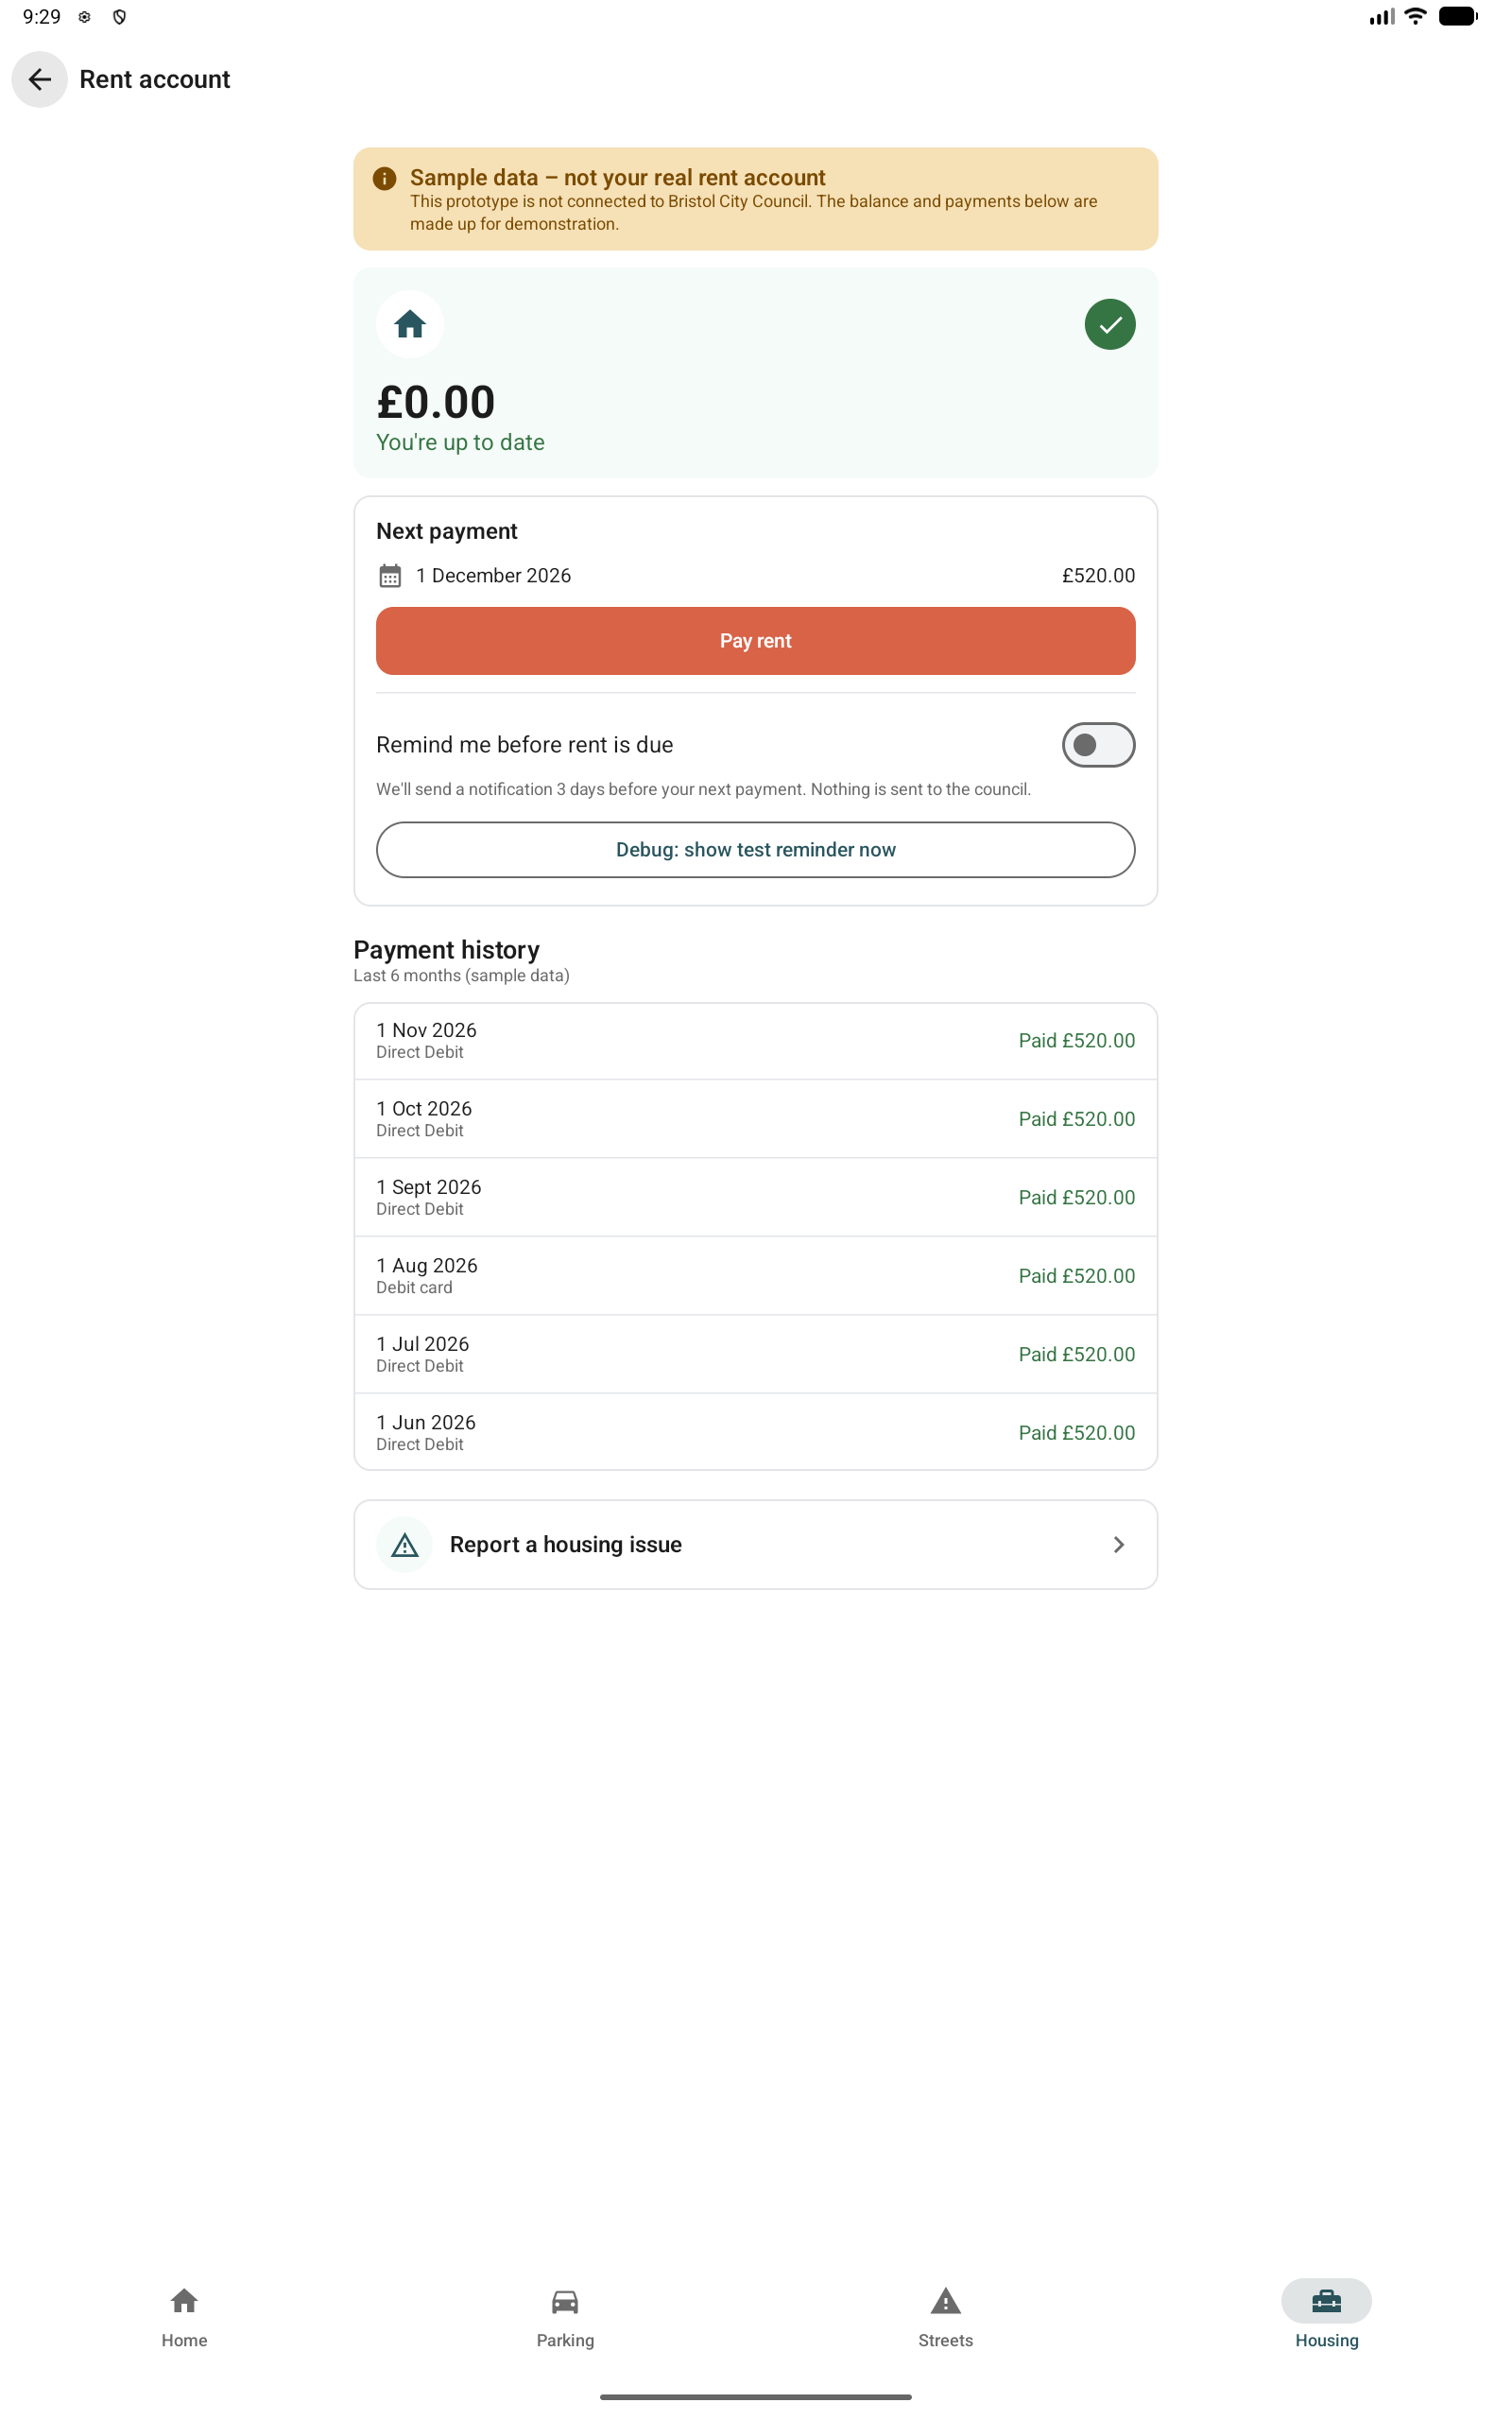 9:29
Rent account
Sample data – not your real rent account
This prototype is not connected to Bristol City Council. The balance and payments below are
made up for demonstration.
£0.00
You're up to date
Next payment
1 December 2026
£520.00
Pay rent
Remind me before rent is due
We'll send a notification 3 days before your next payment. Nothing is sent to the council.
Debug: show test reminder now
Payment history
Last 6 months (sample data)
1 Nov 2026
Direct Debit
Paid £520.00
1 Oct 2026
Direct Debit
Paid £520.00
1 Sept 2026
Direct Debit
Paid £520.00
1 Aug 2026
Debit card
Paid £520.00
1 Jul 2026
Direct Debit
Paid £520.00
1 Jun 2026
Direct Debit
Paid £520.00
Report a housing issue
Home
Parking
Streets
Housing